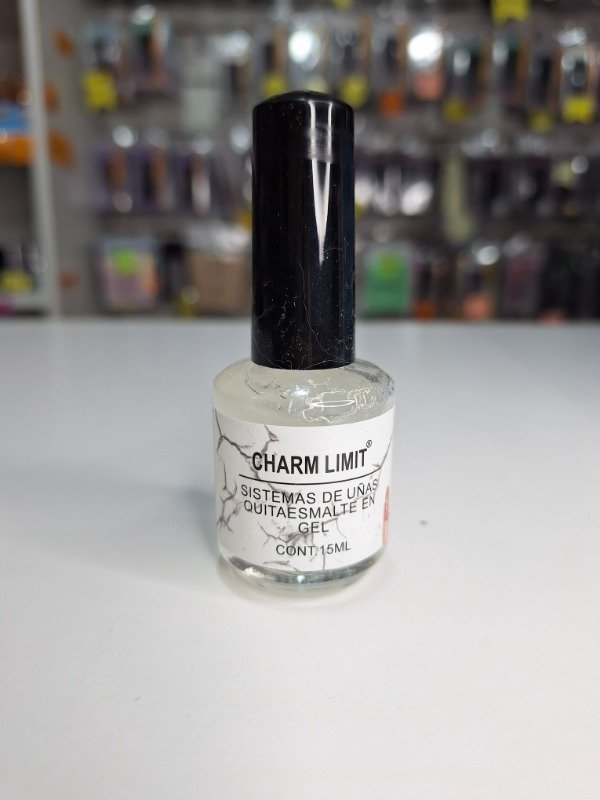 CHARM LIMIT®
SISTEMAS DE UÑAS
QUITAESMALTE EN
GEL
CONT.15ML